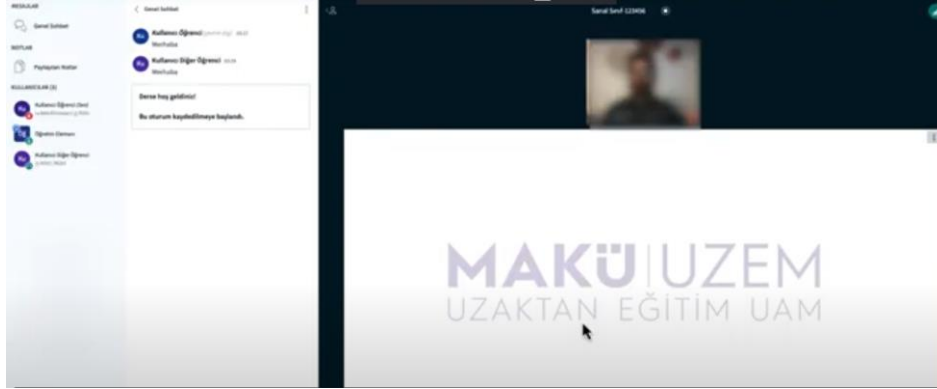 MESAJLAR
Genel Sohbet
NOTLAR
Paylaşılan Notlar
KULLANICILAR (3)
Kullanıcı Öğrenci (Sen)
Öğretim Elemanı
Kullanıcı Diğer Öğrenci
Genel Sohbet
Kullanıcı Öğrenci
Merhaba
Kullanıcı Diğer Öğrenci
Merhaba
Derse hoş geldiniz!
Bu oturum kaydedilmeye başlandı.
Sanal Sınıf 123456
MAKÜ UZEM
UZAKTAN EĞİTİM UAM